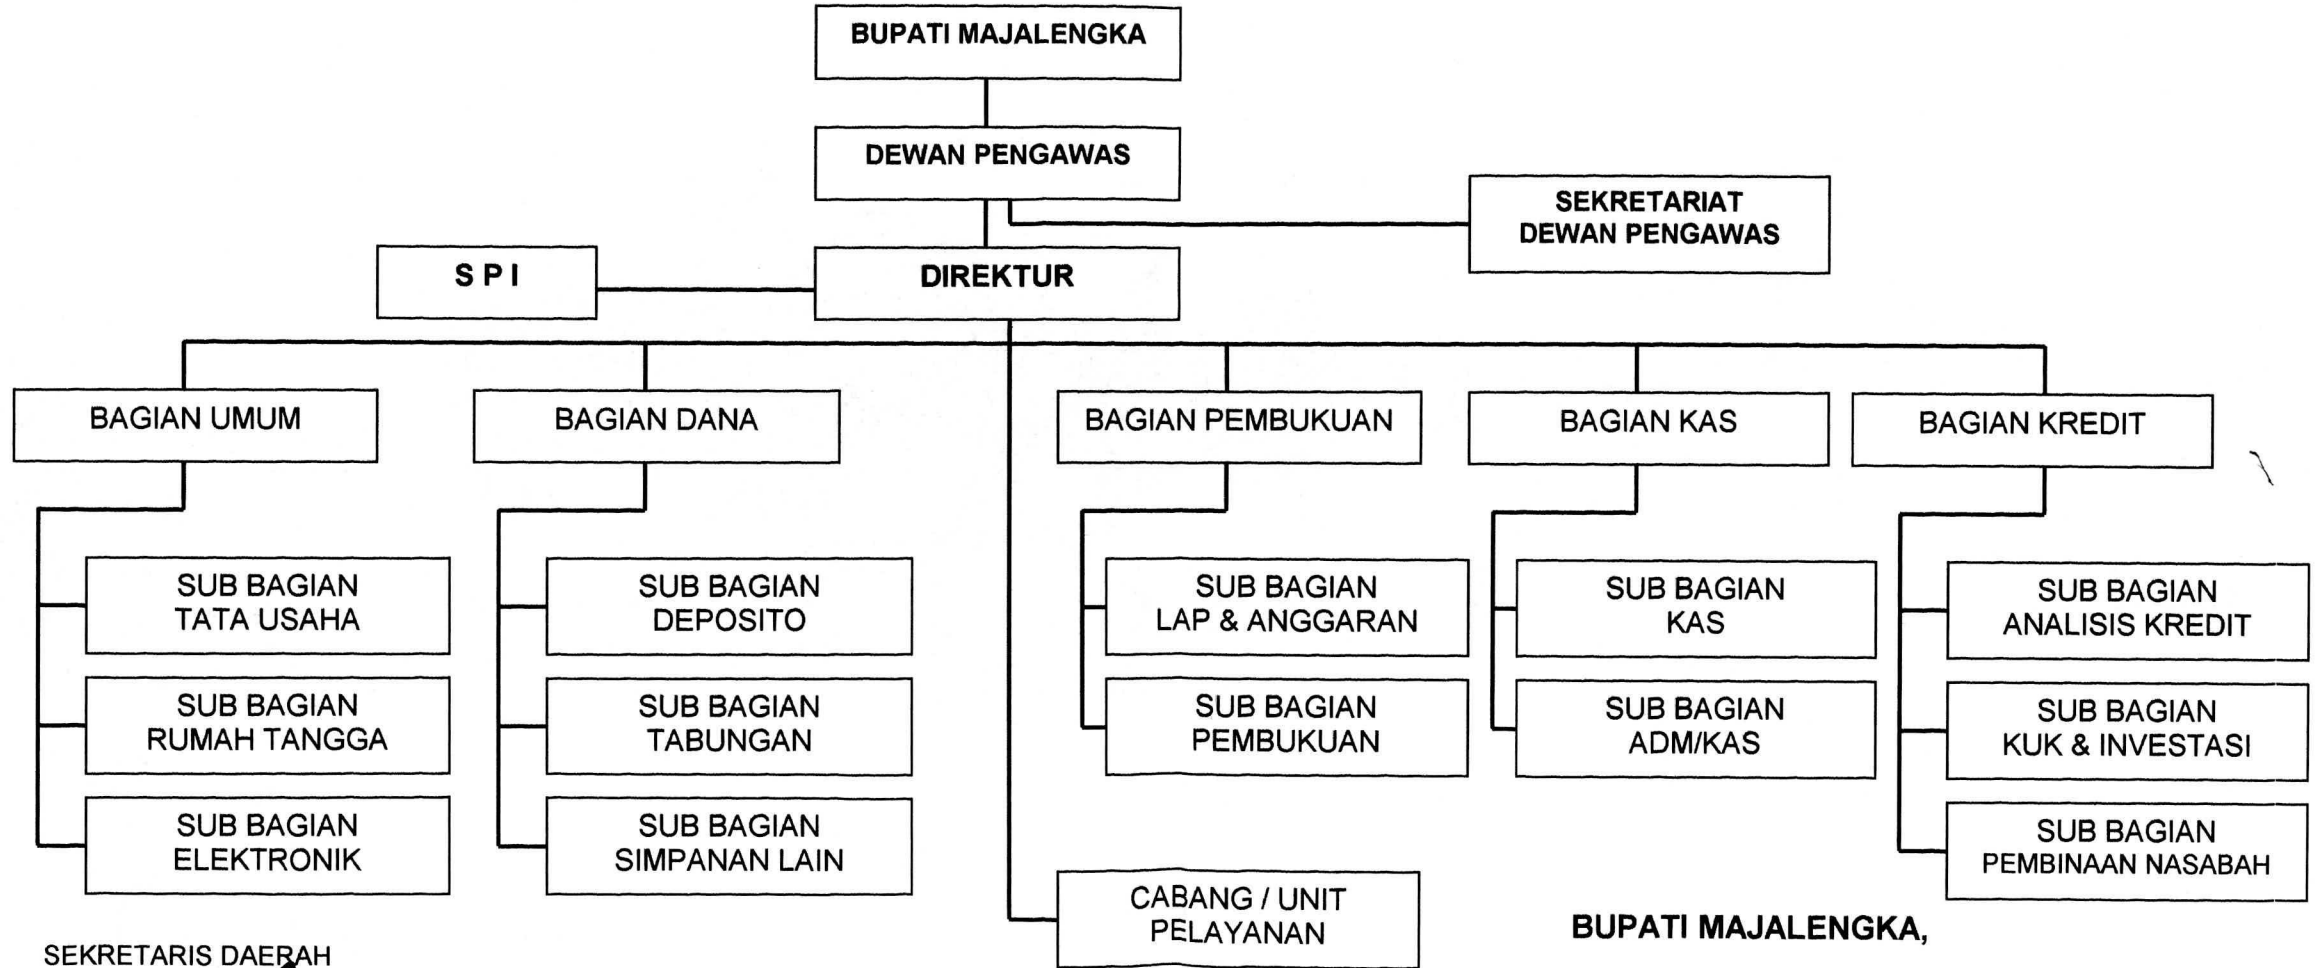 BUPATI MAJALENGKA
DEWAN PENGAWAS
SEKRETARIAT
DEWAN PENGAWAS
S P I
DIREKTUR
BAGIAN UMUM
BAGIAN DANA
BAGIAN PEMBUKUAN
BAGIAN KAS
BAGIAN KREDIT
SUB BAGIAN
TATA USAHA
SUB BAGIAN
RUMAH TANGGA
SUB BAGIAN
ELEKTRONIK
SUB BAGIAN
DEPOSITO
SUB BAGIAN
TABUNGAN
SUB BAGIAN
SIMPANAN LAIN
SUB BAGIAN
LAP & ANGGARAN
SUB BAGIAN
PEMBUKUAN
SUB BAGIAN
KAS
SUB BAGIAN
ADM/KAS
SUB BAGIAN
ANALISIS KREDIT
SUB BAGIAN
KUK & INVESTASI
SUB BAGIAN
PEMBINAAN NASABAH
CABANG / UNIT
PELAYANAN
BUPATI MAJALENGKA,
SEKRETARIS DAERAH